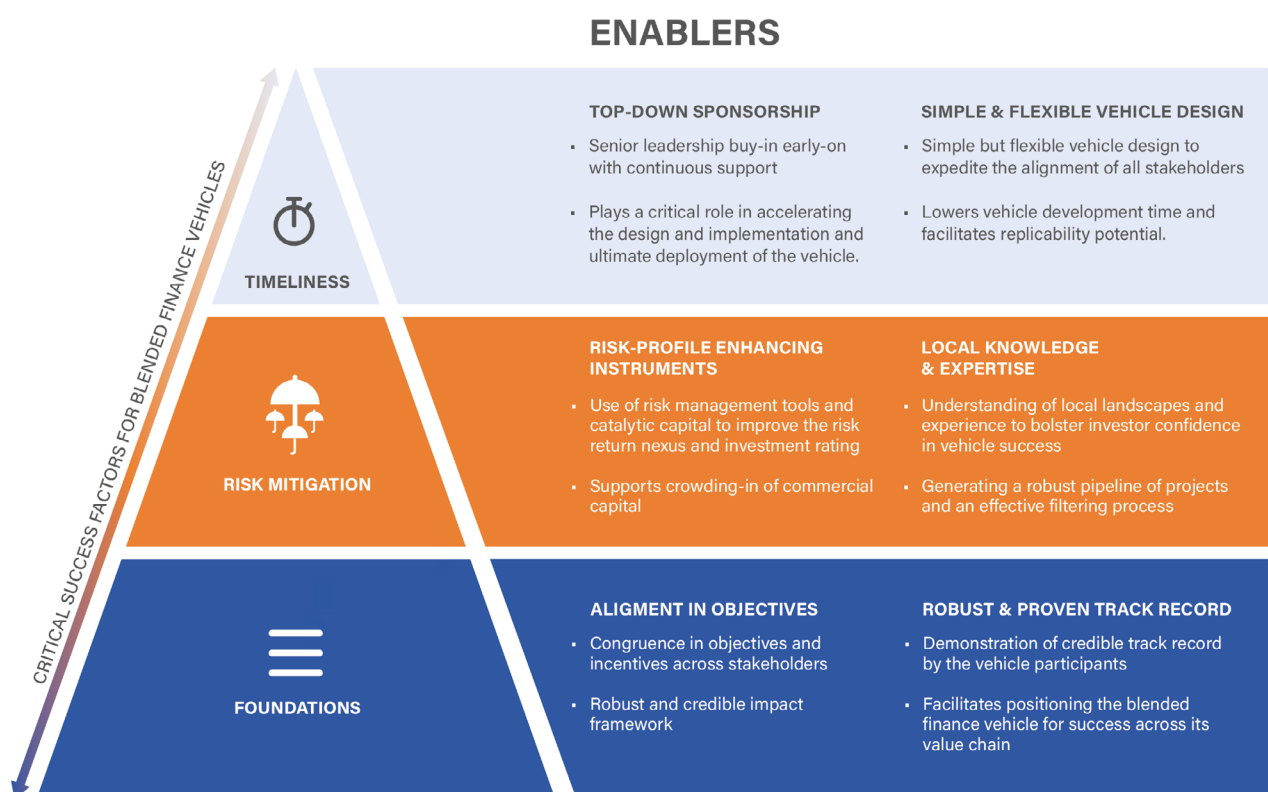 ENABLERS
CRITICAL SUCCESS FACTORS FOR BLENDED FINANCE VEHICLES
TIMELINESS
TOP-DOWN SPONSORSHIP
▪ Senior leadership buy-in early-on
with continuous support
▪ Plays a critical role in accelerating
the design and implementation and
ultimate deployment of the vehicle.
SIMPLE & FLEXIBLE VEHICLE DESIGN
▪ Simple but flexible vehicle design to
expedite the alignment of all stakeholders
▪ Lowers vehicle development time and
facilitates replicability potential.
RISK MITIGATION
RISK-PROFILE ENHANCING
INSTRUMENTS
▪ Use of risk management tools and
catalytic capital to improve the risk
return nexus and investment rating
▪ Supports crowding-in of commercial
capital
LOCAL KNOWLEDGE
& EXPERTISE
▪ Understanding of local landscapes and
experience to bolster investor confidence
in vehicle success
▪ Generating a robust pipeline of projects
and an effective filtering process
FOUNDATIONS
ALIGMENT IN OBJECTIVES
▪ Congruence in objectives and
incentives across stakeholders
▪ Robust and credible impact
framework
ROBUST & PROVEN TRACK RECORD
▪ Demonstration of credible track record
by the vehicle participants
▪ Facilitates positioning the blended
finance vehicle for success across its
value chain